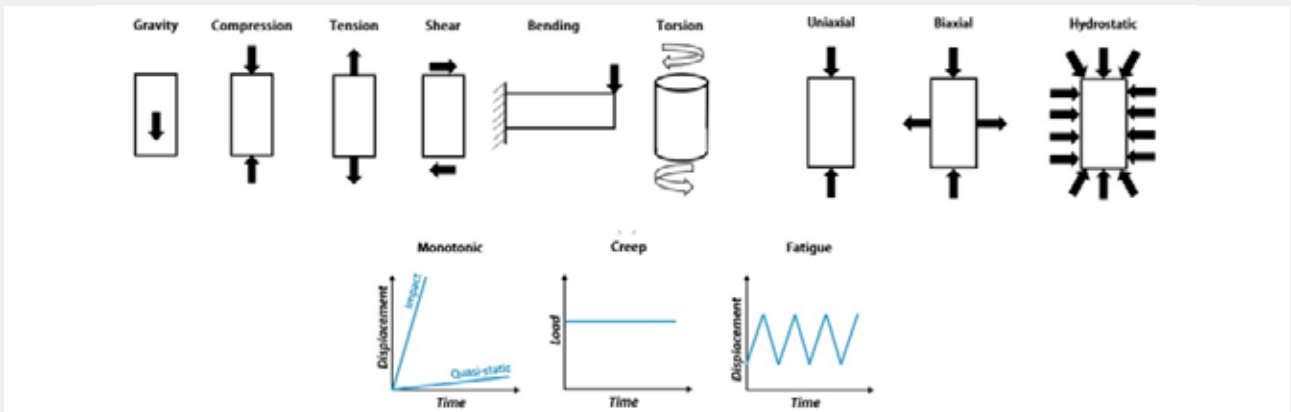 Gravity Compression Tension Shear Bending Torsion Uniaxial Biaxial Hydrostatic
Monotonic Creep Fatigue
Displacement
Impact
Quasi-static
Time
Load
Time
Displacement
Time